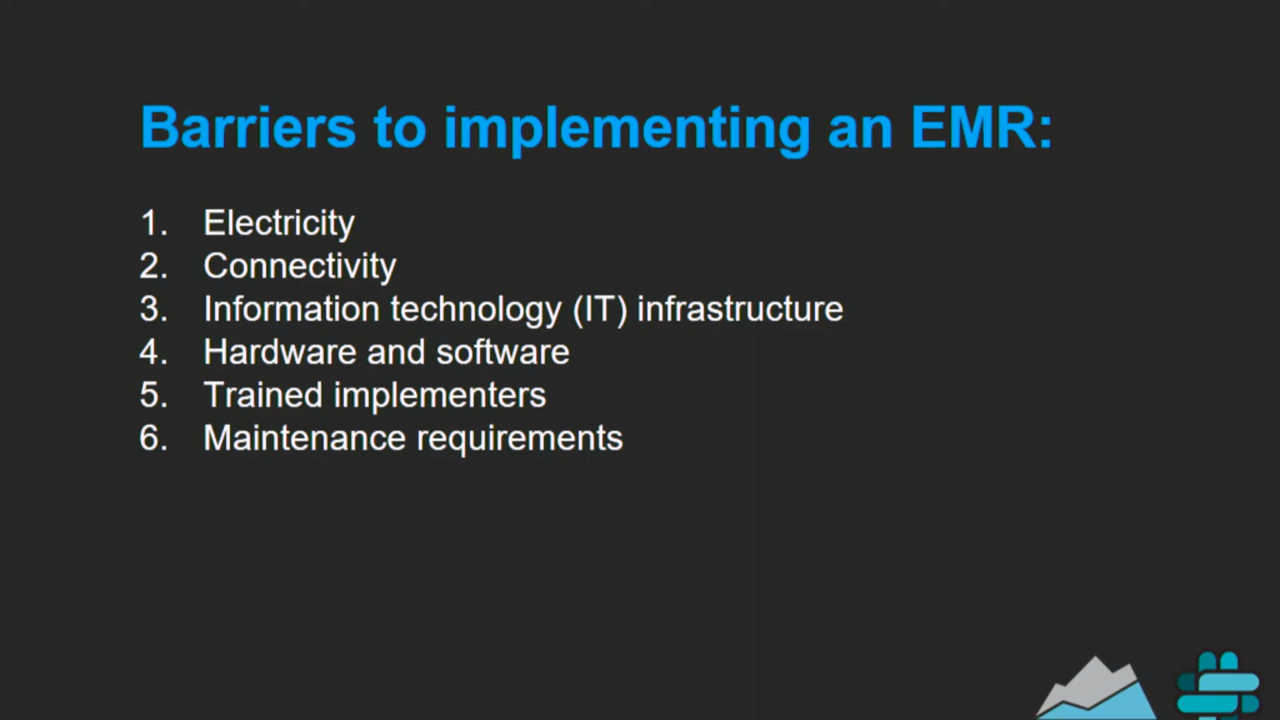 Barriers to implementing an EMR:
1. Electricity
2. Connectivity
3. Information technology (IT) infrastructure
4. Hardware and software
5. Trained implementers
6. Maintenance requirements